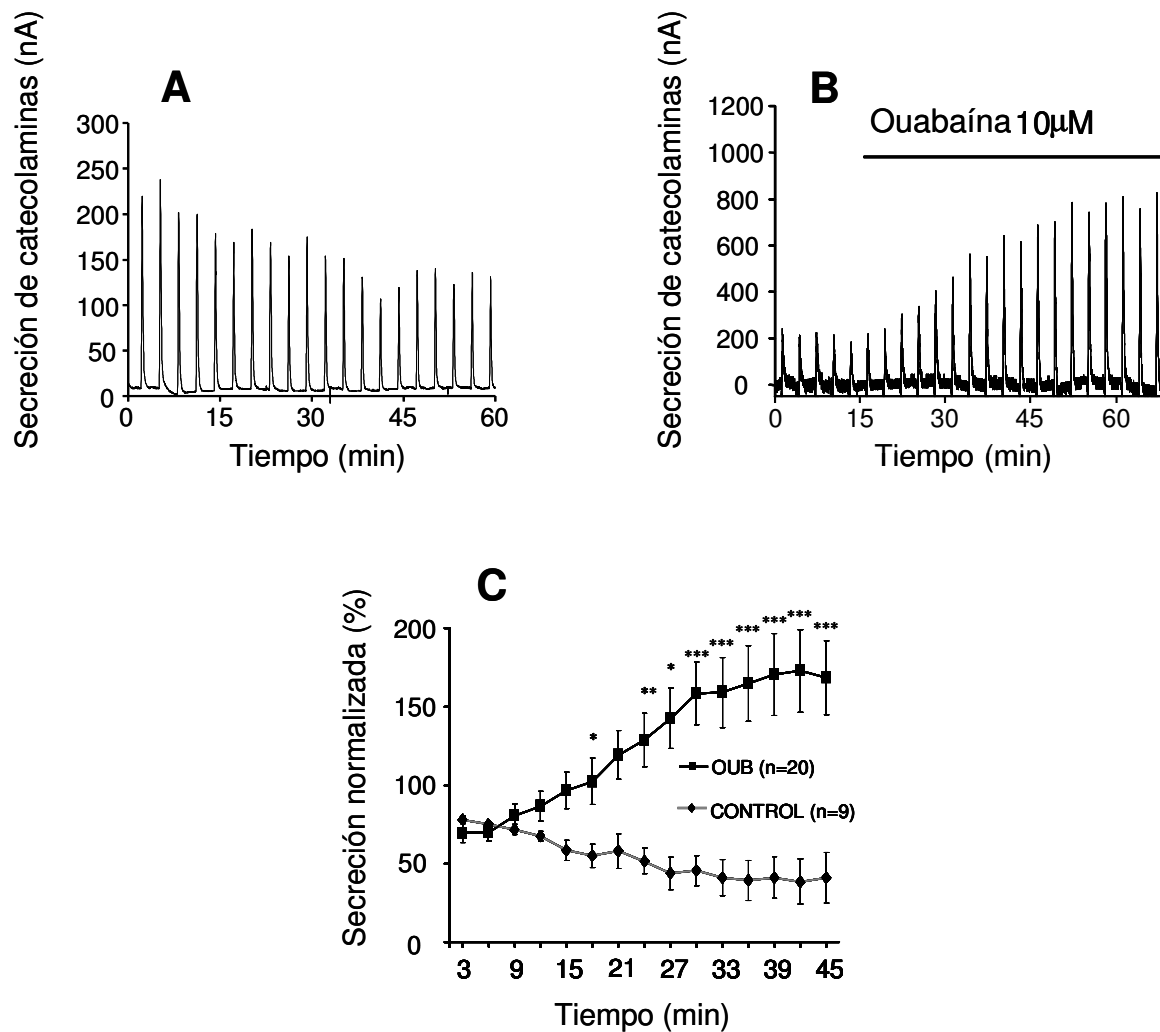 A
Secreción de catecolaminas (nA)
300
250
200
150
100
50
0
0 15 30 45 60
Tiempo (min)
B
Secreción de catecolaminas (nA)
Ouabaína 10µM
1200
1000
800
600
400
200
0
0 15 30 45 60
Tiempo (min)
C
Secreción normalizada (%)
200
150
100
50
0
* ** * *** *** *** *** *** ***
OUB (n=20)
CONTROL (n=9)
3 9 15 21 27 33 39 45
Tiempo (min)